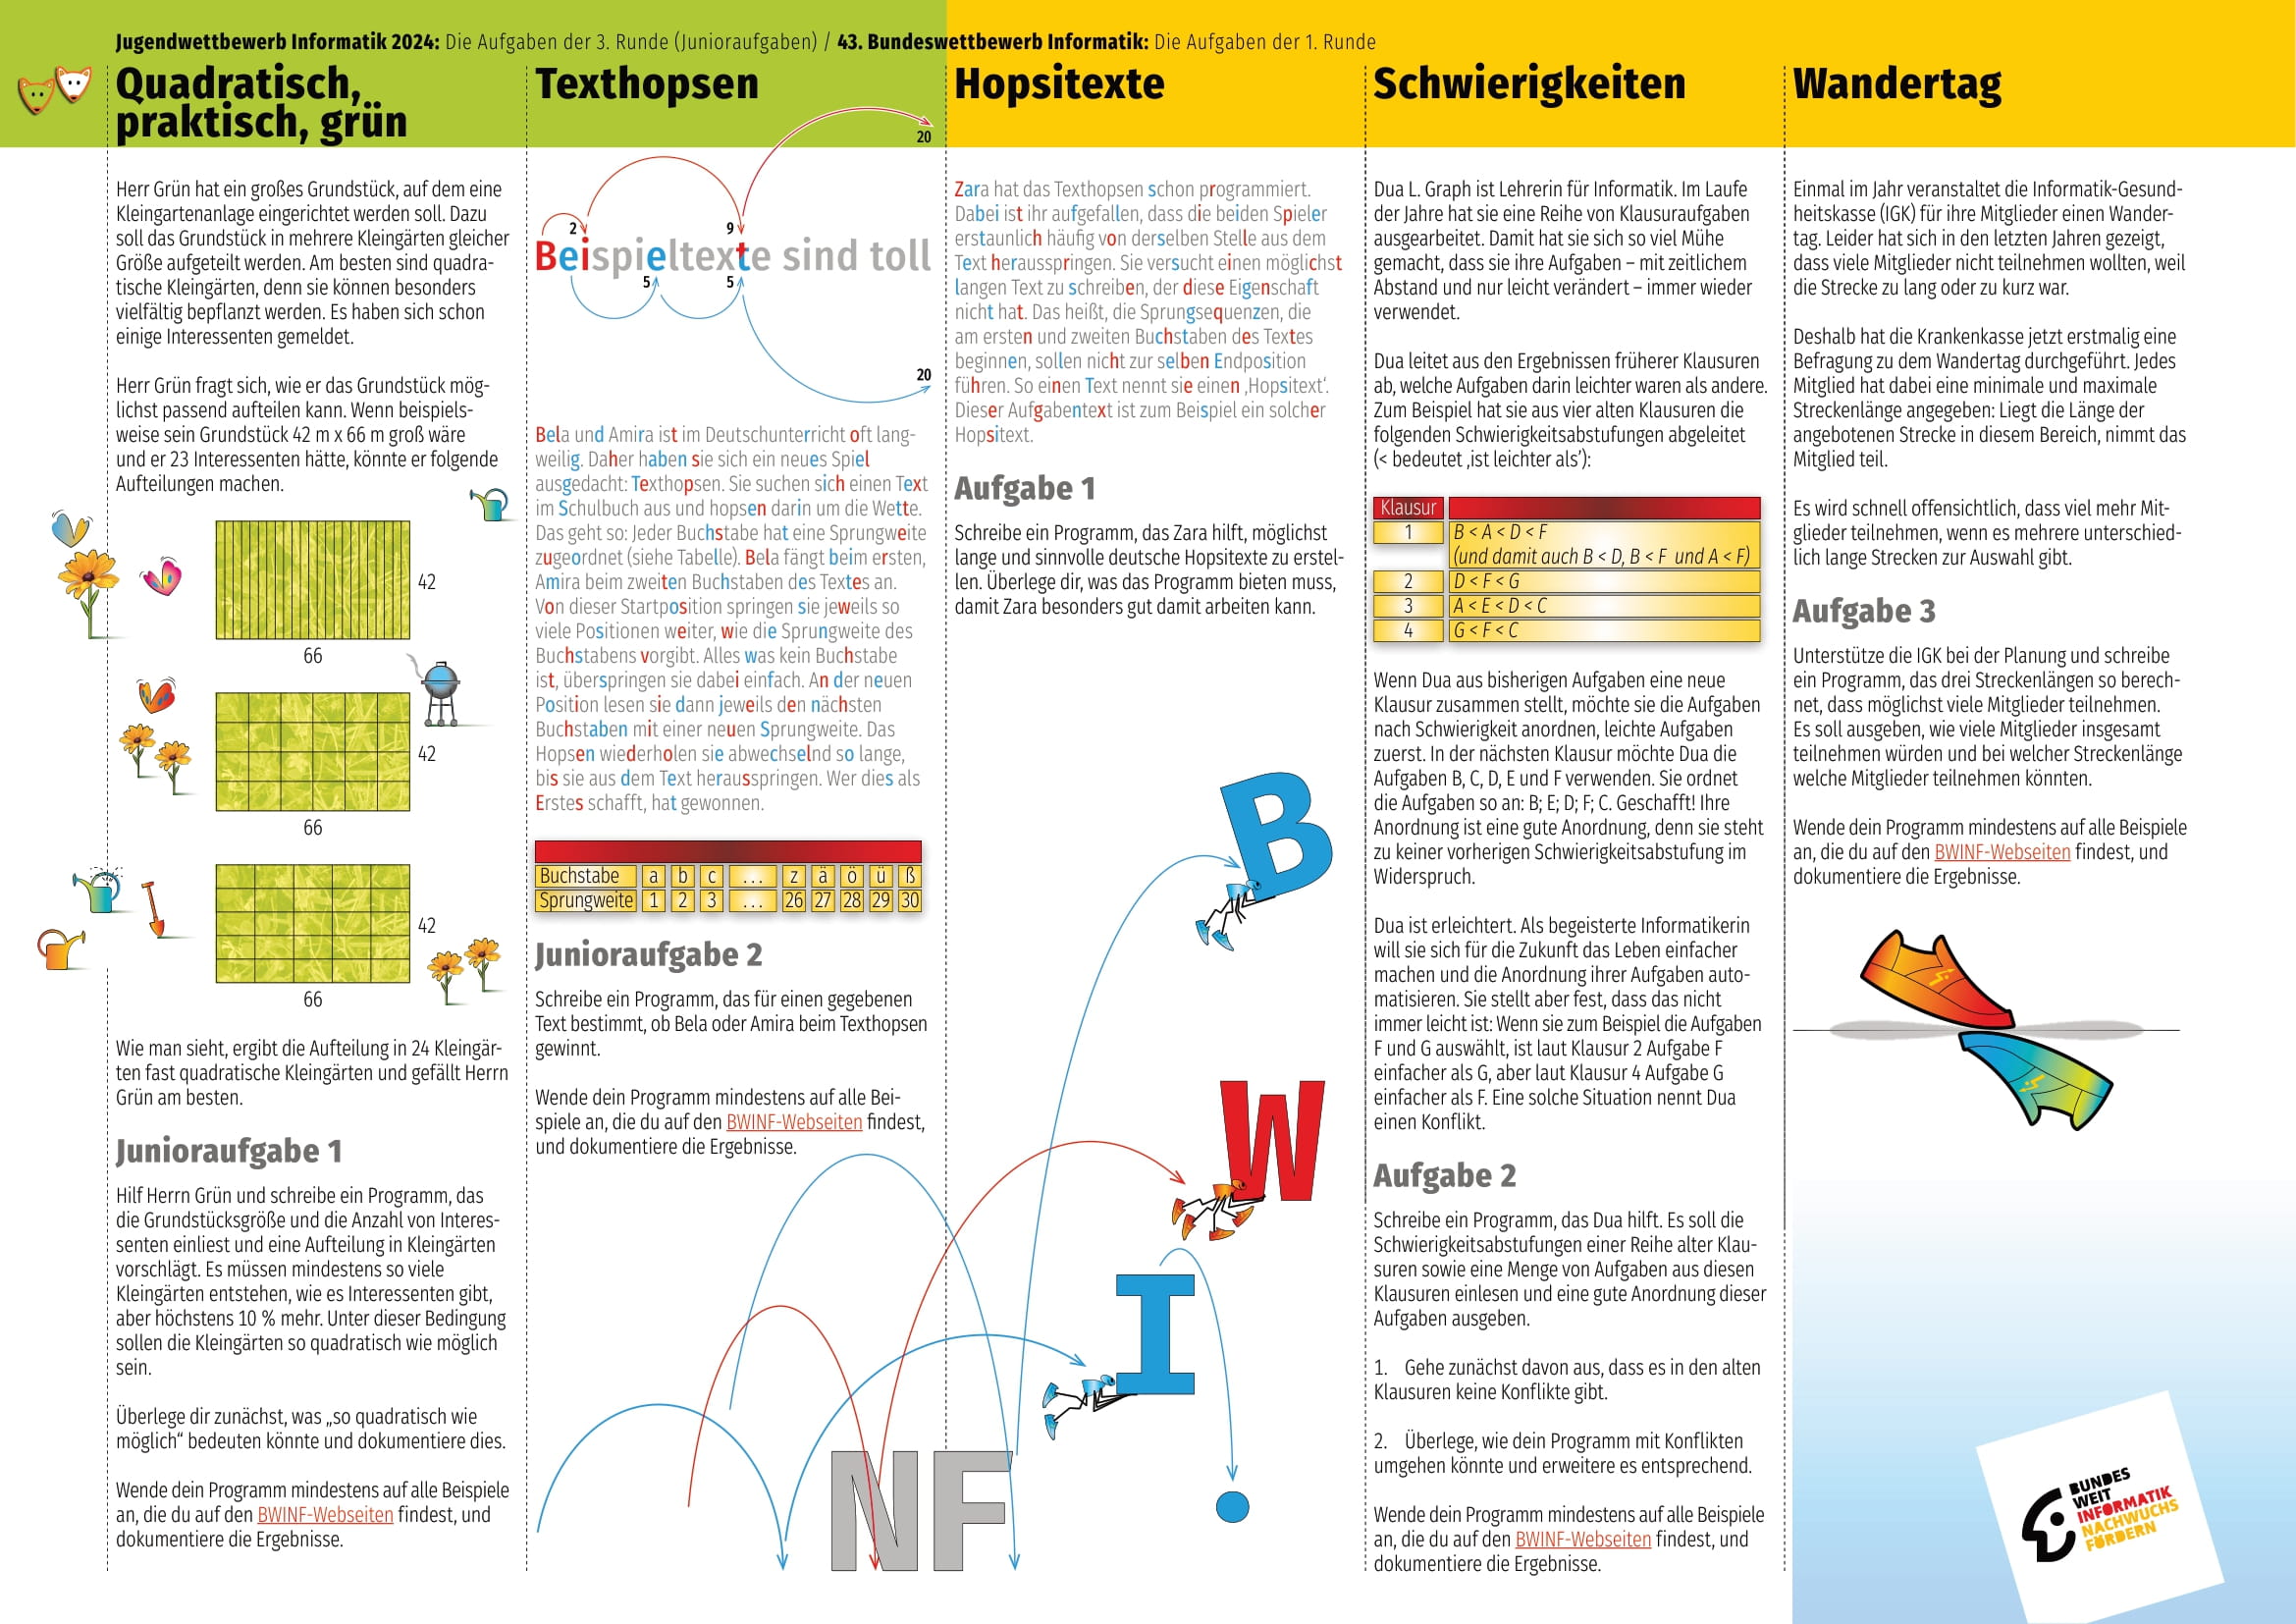 Jugendwettbewerb Informatik 2024: Die Aufgaben der 3. Runde (Junioraufgaben) / 43. Bundeswettbewerb Informatik: Die Aufgaben der 1. Runde
Quadratisch,
praktisch, grün
Herr Grün hat ein großes Grundstück, auf dem eine
Kleingartenanlage eingerichtet werden soll. Dazu
soll das Grundstück in mehrere Kleingärten gleicher
Größe aufgeteilt werden. Am besten sind quadra-
tische Kleingärten, denn sie können besonders
vielfältig bepflanzt werden. Es haben sich schon
einige Interessenten gemeldet.
Herr Grün fragt sich, wie er das Grundstück mög-
lichst passend aufteilen kann. Wenn beispiels-
weise sein Grundstück 42 m x 66 m groß wäre
und er 23 Interessenten hätte, könnte er folgende
Aufteilungen machen.
42
66
42
66
42
66
Wie man sieht, ergibt die Aufteilung in 24 Kleingär-
ten fast quadratische Kleingärten und gefällt Herrn
Grün am besten.
Junioraufgabe 1
Hilf Herrn Grün und schreibe ein Programm, das
die Grundstücksgröße und die Anzahl von Interes-
senten einliest und eine Aufteilung in Kleingärten
vorschlägt. Es müssen mindestens so viele
Kleingärten entstehen, wie es Interessenten gibt,
aber höchstens 10 % mehr. Unter dieser Bedingung
sollen die Kleingärten so quadratisch wie möglich
sein.
Überlege dir zunächst, was „so quadratisch wie
möglich“ bedeuten könnte und dokumentiere dies.
Wende dein Programm mindestens auf alle Beispiele
an, die du auf den BWINF-Webseiten findest, und
dokumentiere die Ergebnisse.
Texthopsen
20
2
9
Beispieltexte sind toll
5
5
20
Bela und Amira ist im Deutschunterricht oft lang-
weilig. Daher haben sie sich ein neues Spiel
ausgedacht: Texthopsen. Sie suchen sich einen Text
im Schulbuch aus und hopsen darin um die Wette.
Das geht so: Jeder Buchstabe hat eine Sprungweite
zugeordnet (siehe Tabelle). Bela fängt beim ersten,
Amira beim zweiten Buchstaben des Textes an.
Von dieser Startposition springen sie jeweils so
viele Positionen weiter, wie die Sprungweite des
Buchstabens vorgibt. Alles was kein Buchstabe
ist, überspringen sie dabei einfach. An der neuen
Position lesen sie dann jeweils den nächsten
Buchstaben mit einer neuen Sprungweite. Das
Hopsen wiederholen sie abwechselnd so lange,
bis sie aus dem Text herausspringen. Wer dies als
Erstes schafft, hat gewonnen.
Buchstabe a b c ... z ä ö ü ß
Sprungweite 1 2 3 ... 26 27 28 29 30
Junioraufgabe 2
Schreibe ein Programm, das für einen gegebenen
Text bestimmt, ob Bela oder Amira beim Texthopsen
gewinnt.
Wende dein Programm mindestens auf alle Bei-
spiele an, die du auf den BWINF-Webseiten findest,
und dokumentiere die Ergebnisse.
Hopsitexte
Zara hat das Texthopsen schon programmiert.
Dabei ist ihr aufgefallen, dass die beiden Spieler
erstaunlich häufig von derselben Stelle aus dem
Text herausspringen. Sie versucht einen möglichst
langen Text zu schreiben, der diese Eigenschaft
nicht hat. Das heißt, die Sprungsequenzen, die
am ersten und zweiten Buchstaben des Textes
beginnen, sollen nicht zur selben Endposition
führen. So einen Text nennt sie einen ‚Hopsitext‘.
Dieser Aufgabentext ist zum Beispiel ein solcher
Hopsitext.
Aufgabe 1
Schreibe ein Programm, das Zara hilft, möglichst
lange und sinnvolle deutsche Hopsitexte zu erstel-
len. Überlege dir, was das Programm bieten muss,
damit Zara besonders gut damit arbeiten kann.
B
W
I
NF
Schwierigkeiten
Dua L. Graph ist Lehrerin für Informatik. Im Laufe
der Jahre hat sie eine Reihe von Klausuraufgaben
ausgearbeitet. Damit hat sie sich so viel Mühe
gemacht, dass sie ihre Aufgaben – mit zeitlichem
Abstand und nur leicht verändert – immer wieder
verwendet.
Dua leitet aus den Ergebnissen früherer Klausuren
ab, welche Aufgaben darin leichter waren als andere.
Zum Beispiel hat sie aus vier alten Klausuren die
folgenden Schwierigkeitsabstufungen abgeleitet
(< bedeutet ‚ist leichter als’):
Klausur
1 B < A < D < F
(und damit auch B < D, B < F und A < F)
2 D < F < G
3 A < E < D < C
4 G < F < C
Wenn Dua aus bisherigen Aufgaben eine neue
Klausur zusammen stellt, möchte sie die Aufgaben
nach Schwierigkeit anordnen, leichte Aufgaben
zuerst. In der nächsten Klausur möchte Dua die
Aufgaben B, C, D, E und F verwenden. Sie ordnet
die Aufgaben so an: B; E; D; F; C. Geschafft! Ihre
Anordnung ist eine gute Anordnung, denn sie steht
zu keiner vorherigen Schwierigkeitsabstufung im
Widerspruch.
Dua ist erleichtert. Als begeisterte Informatikerin
will sie sich für die Zukunft das Leben einfacher
machen und die Anordnung ihrer Aufgaben auto-
matisieren. Sie stellt aber fest, dass das nicht
immer leicht ist: Wenn sie zum Beispiel die Aufgaben
F und G auswählt, ist laut Klausur 2 Aufgabe F
einfacher als G, aber laut Klausur 4 Aufgabe G
einfacher als F. Eine solche Situation nennt Dua
einen Konflikt.
Aufgabe 2
Schreibe ein Programm, das Dua hilft. Es soll die
Schwierigkeitsabstufungen einer Reihe alter Klau-
suren sowie eine Menge von Aufgaben aus diesen
Klausuren einlesen und eine gute Anordnung dieser
Aufgaben ausgeben.
1. Gehe zunächst davon aus, dass es in den alten
Klausuren keine Konflikte gibt.
2. Überlege, wie dein Programm mit Konflikten
umgehen könnte und erweitere es entsprechend.
Wende dein Programm mindestens auf alle Beispiele
an, die du auf den BWINF-Webseiten findest, und
dokumentiere die Ergebnisse.
Wandertag
Einmal im Jahr veranstaltet die Informatik-Gesund-
heitskasse (IGK) für ihre Mitglieder einen Wander-
tag. Leider hat sich in den letzten Jahren gezeigt,
dass viele Mitglieder nicht teilnehmen wollten, weil
die Strecke zu lang oder zu kurz war.
Deshalb hat die Krankenkasse jetzt erstmalig eine
Befragung zu dem Wandertag durchgeführt. Jedes
Mitglied hat dabei eine minimale und maximale
Streckenlänge angegeben: Liegt die Länge der
angebotenen Strecke in diesem Bereich, nimmt das
Mitglied teil.
Es wird schnell offensichtlich, dass viel mehr Mit-
glieder teilnehmen, wenn es mehrere unterschied-
lich lange Strecken zur Auswahl gibt.
Aufgabe 3
Unterstütze die IGK bei der Planung und schreibe
ein Programm, das drei Streckenlängen so berech-
net, dass möglichst viele Mitglieder teilnehmen.
Es soll ausgeben, wie viele Mitglieder insgesamt
teilnehmen würden und bei welcher Streckenlänge
welche Mitglieder teilnehmen könnten.
Wende dein Programm mindestens auf alle Beispiele
an, die du auf den BWINF-Webseiten findest, und
dokumentiere die Ergebnisse.
BUNDES
WEIT
INFORMATIK
NACHWUCHS
FÖRDERN